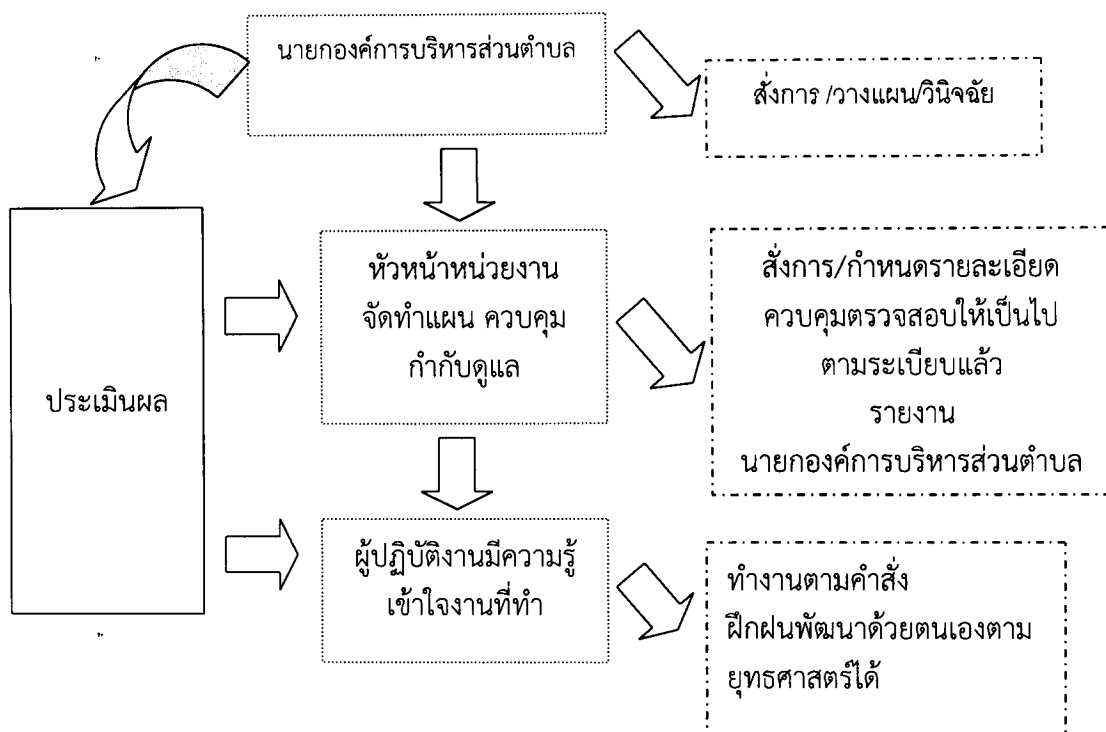 นายกองค์การบริหารส่วนตำบล
สั่งการ /วางแผน/วินิจฉัย
หัวหน้าหน่วยงาน
จัดทำแผน ควบคุม
กำกับดูแล
สั่งการ/กำหนดรายละเอียด
ควบคุมตรวจสอบให้เป็นไป
ตามระเบียบแล้ว
รายงาน
นายกองค์การบริหารส่วนตำบล
ประเมินผล
ผู้ปฏิบัติงานมีความรู้
เข้าใจงานที่ทำ
ทำงานตามคำสั่ง
ฝึกฝนพัฒนาด้วยตนเองตาม
ยุทธศาสตร์ได้